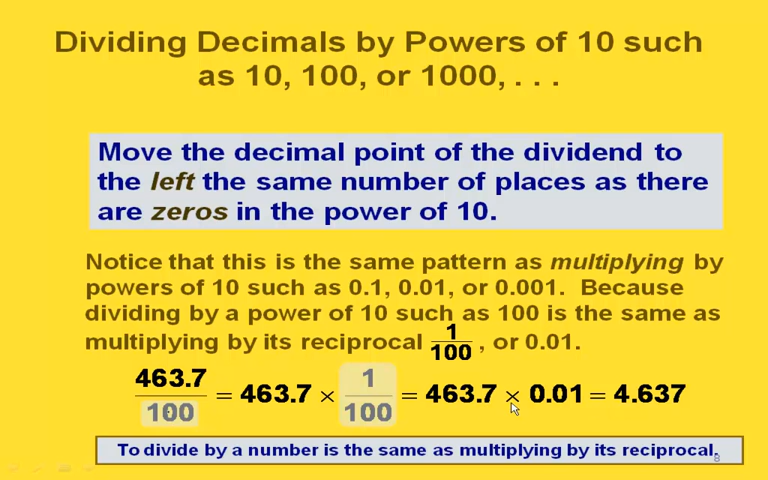 Dividing Decimals by Powers of 10 such
as 10, 100, or 1000, . . .
Move the decimal point of the dividend to
the left the same number of places as there
are zeros in the power of 10.
Notice that this is the same pattern as multiplying by
powers of 10 such as 0.1, 0.01, or 0.001. Because
dividing by a power of 10 such as 100 is the same as
multiplying by its reciprocal 1/100 , or 0.01.
463.7/100 = 463.7 × 1/100 = 463.7 × 0.01 = 4.637
To divide by a number is the same as multiplying by its reciprocal.
8